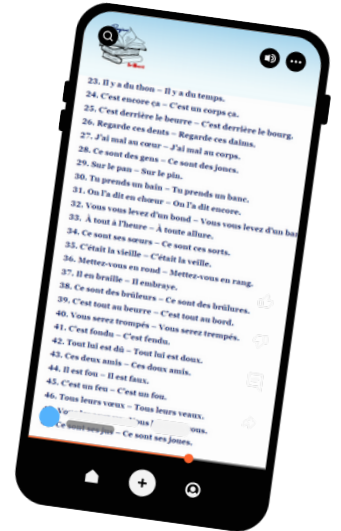 23. Il y a du thon – Il y a du temps.
24. C'est encore ça – C'est un corps ça.
25. C'est derrière le beurre – C'est derrière le bourg.
26. Regarde ces dents – Regarde ces daims.
27. J'ai mal au cœur – J'ai mal au corps.
28. Ce sont des gens – Ce sont des joncs.
29. Sur le pan – Sur le pin.
30. Tu prends un bain – Tu prends un banc.
31. On l'a dit en chœur – On l'a dit encore.
32. Vous vous levez d'un bond – Vous vous levez d'un ban
33. À tout à l'heure – À toute allure.
34. Ce sont ses sœurs – Ce sont ces sorts.
35. C'était la vieille – C'était la veille.
36. Mettez-vous en rond – Mettez-vous en rang.
37. Il en braille – Il embraye.
38. Ce sont des brûleurs – Ce sont des brûlures.
39. C'est tout au beurre – C'est tout au bord.
40. Vous serez trompés – Vous serez trempés.
41. C'est fondu – C'est fendu.
42. Tout lui est dû – Tout lui est doux.
43. Ces deux amis – Ces doux amis.
44. Il est fou – Il est faux.
45. C'est un feu – C'est un fou.
46. Tous leurs vœux – Tous leurs veaux.
Ce sont ses jus – Ce sont ses joues.